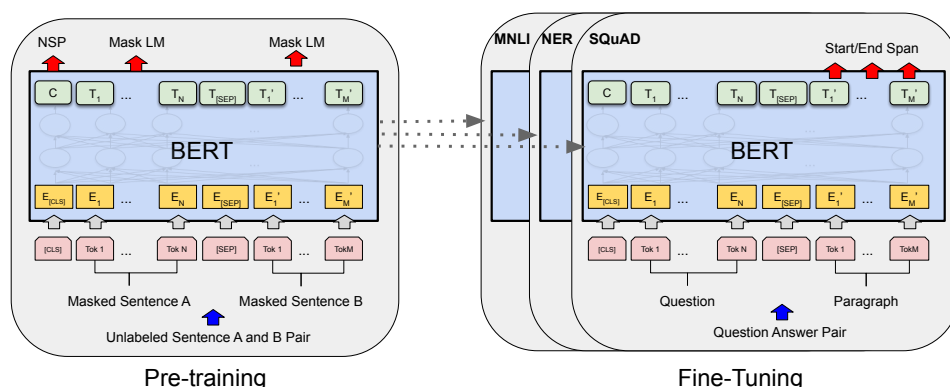 NSP Mask LM Mask LM
C T1 ... TN T[SEP] T1' ... TM'
...
...
BERT
E[CLS] E1 ... EN E[SEP] E1' ... EM'
[CLS] Tok 1 ... Tok N [SEP] Tok 1 ... TokM
Masked Sentence A Masked Sentence B
Unlabeled Sentence A and B Pair
Pre-training
MNLI NER SQuAD
Start/End Span
C T1 ... TN T[SEP] T1' ... TM'
...
...
BERT
E[CLS] E1 ... EN E[SEP] E1' ... EM'
[CLS] Tok 1 ... Tok N [SEP] Tok 1 ... TokM
Question Paragraph
Question Answer Pair
Fine-Tuning